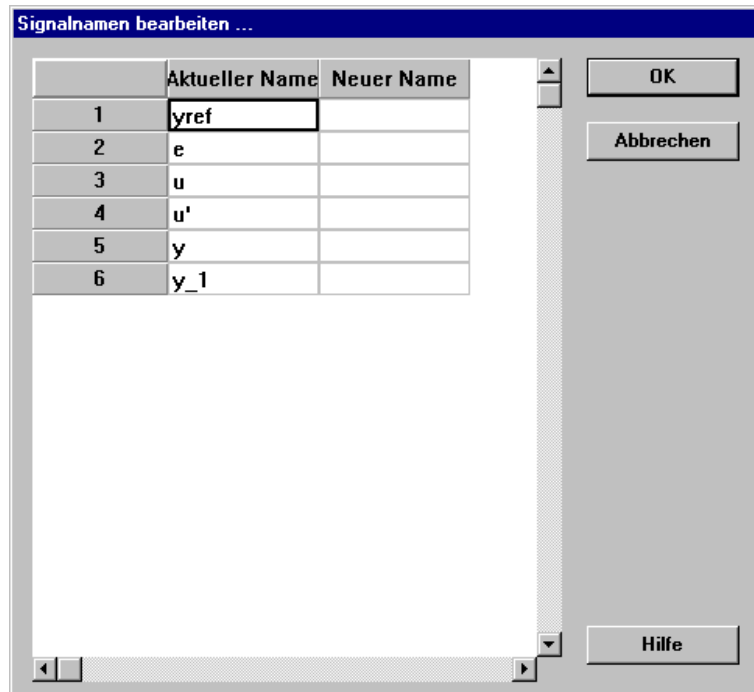 Signalnamen bearbeiten ...
Aktueller Name Neuer Name
1 yref
2 e
3 u
4 u'
5 y
6 y_1
OK
Abbrechen
Hilfe